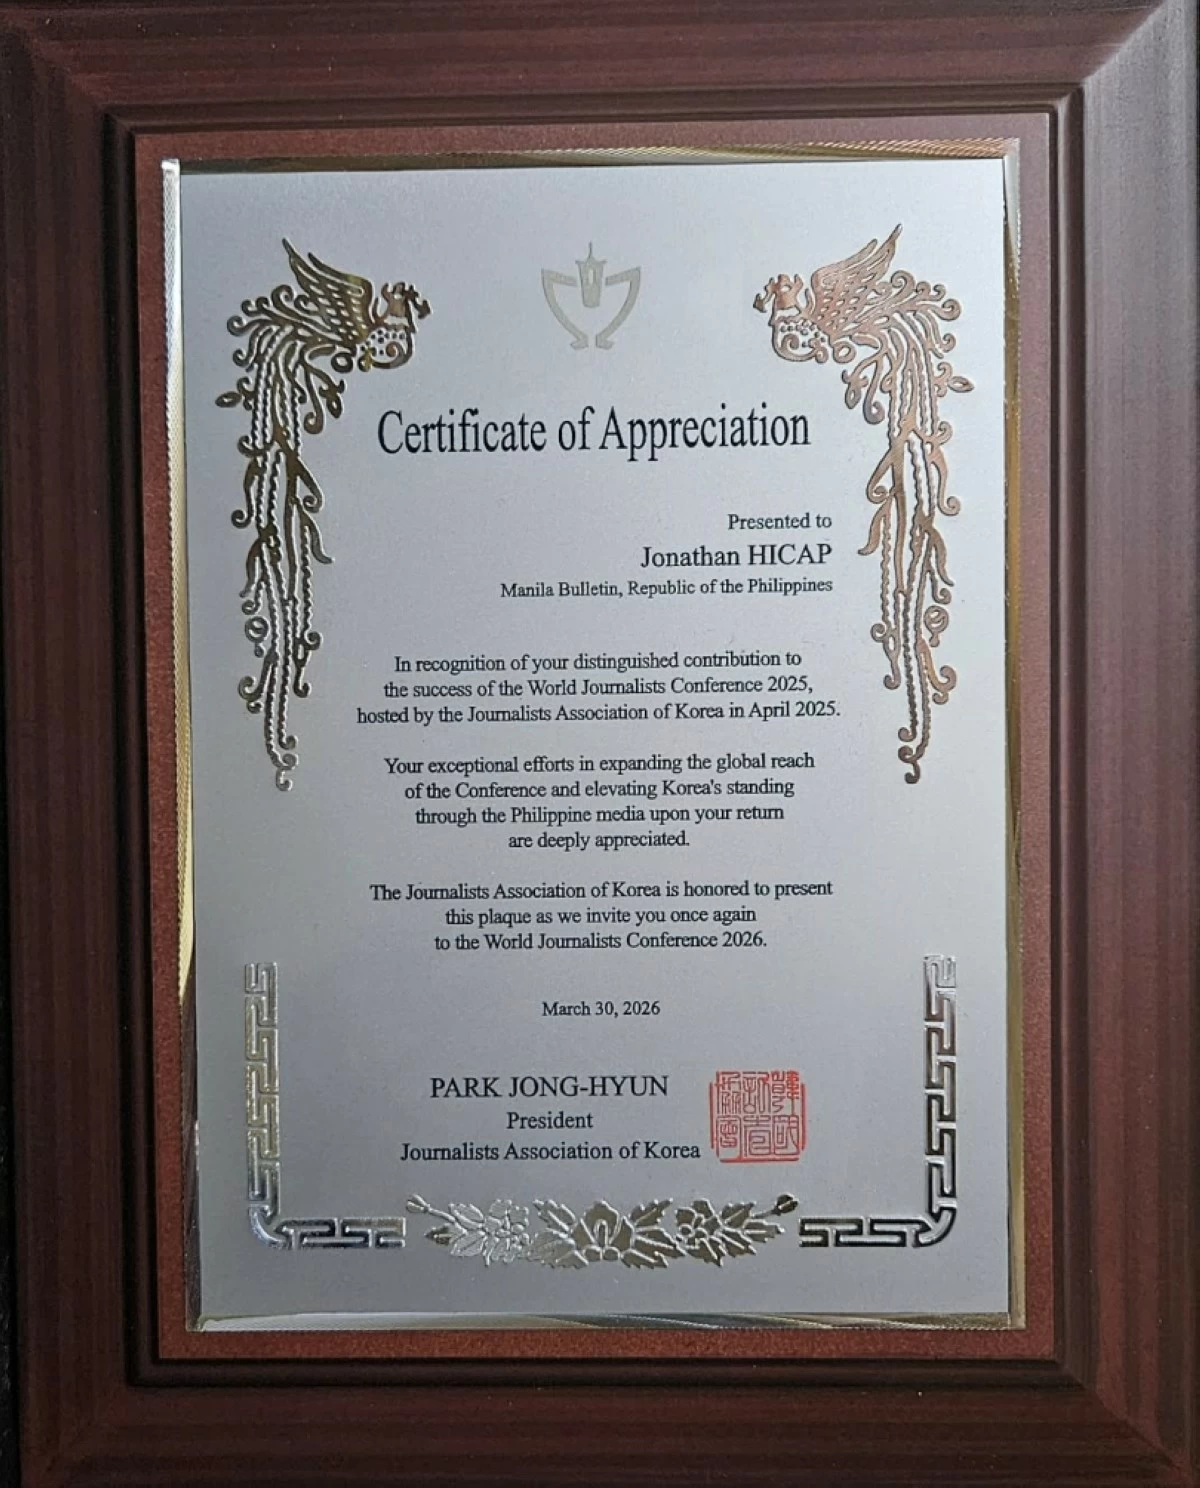 Certificate of Appreciation
Presented to
Jonathan HICAP
Manila Bulletin, Republic of the Philippines
In recognition of your distinguished contribution to
the success of the World Journalists Conference 2025,
hosted by the Journalists Association of Korea in April 2025.
Your exceptional efforts in expanding the global reach
of the Conference and elevating Korea's standing
through the Philippine media upon your return
are deeply appreciated.
The Journalists Association of Korea is honored to present
this plaque as we invite you once again
to the World Journalists Conference 2026.
March 30, 2026
PARK JONG-HYUN
President
Journalists Association of Korea